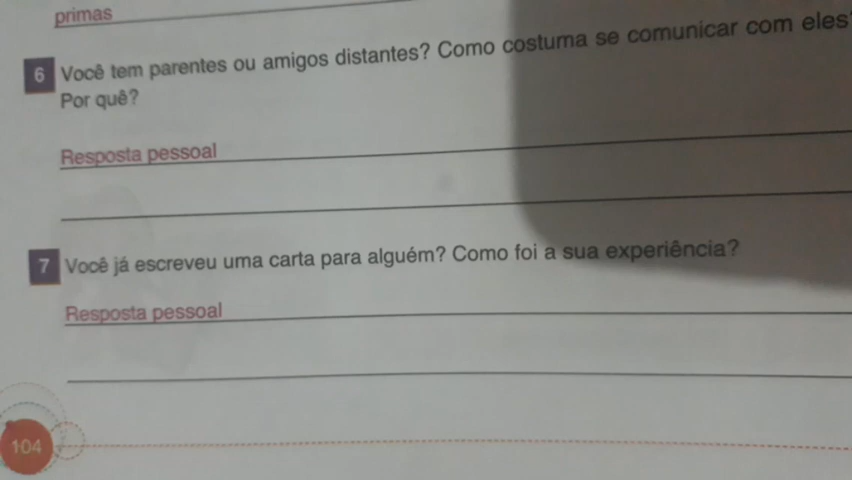 primas
6 Você tem parentes ou amigos distantes? Como costuma se comunicar com eles?
Por quê?
Resposta pessoal
7 Você já escreveu uma carta para alguém? Como foi a sua experiência?
Resposta pessoal
104